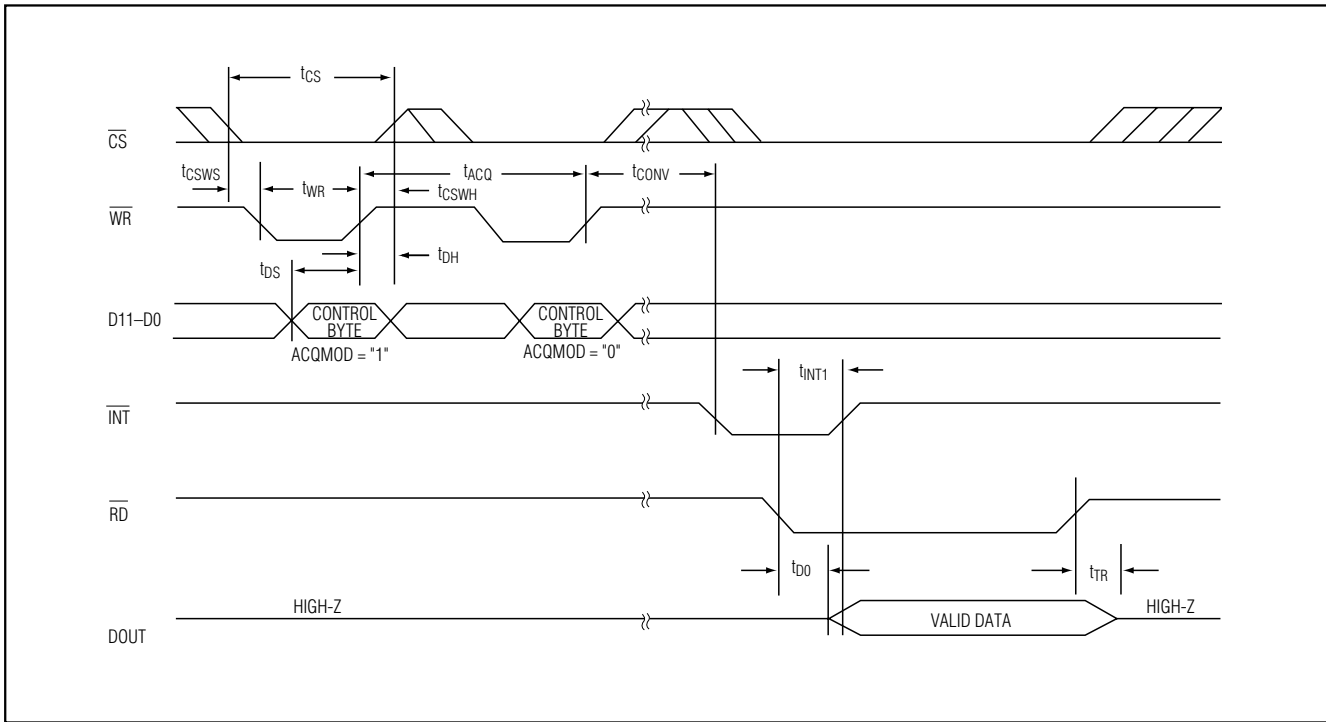 tCS
CS
tCSWS
tWR
tACQ
tCSWH
tCONV
WR
tDS
tDH
D11–D0
CONTROL BYTE
CONTROL BYTE
ACQMOD = "1"
ACQMOD = "0"
tINT1
INT
RD
tD0
tTR
HIGH-Z
HIGH-Z
DOUT
VALID DATA